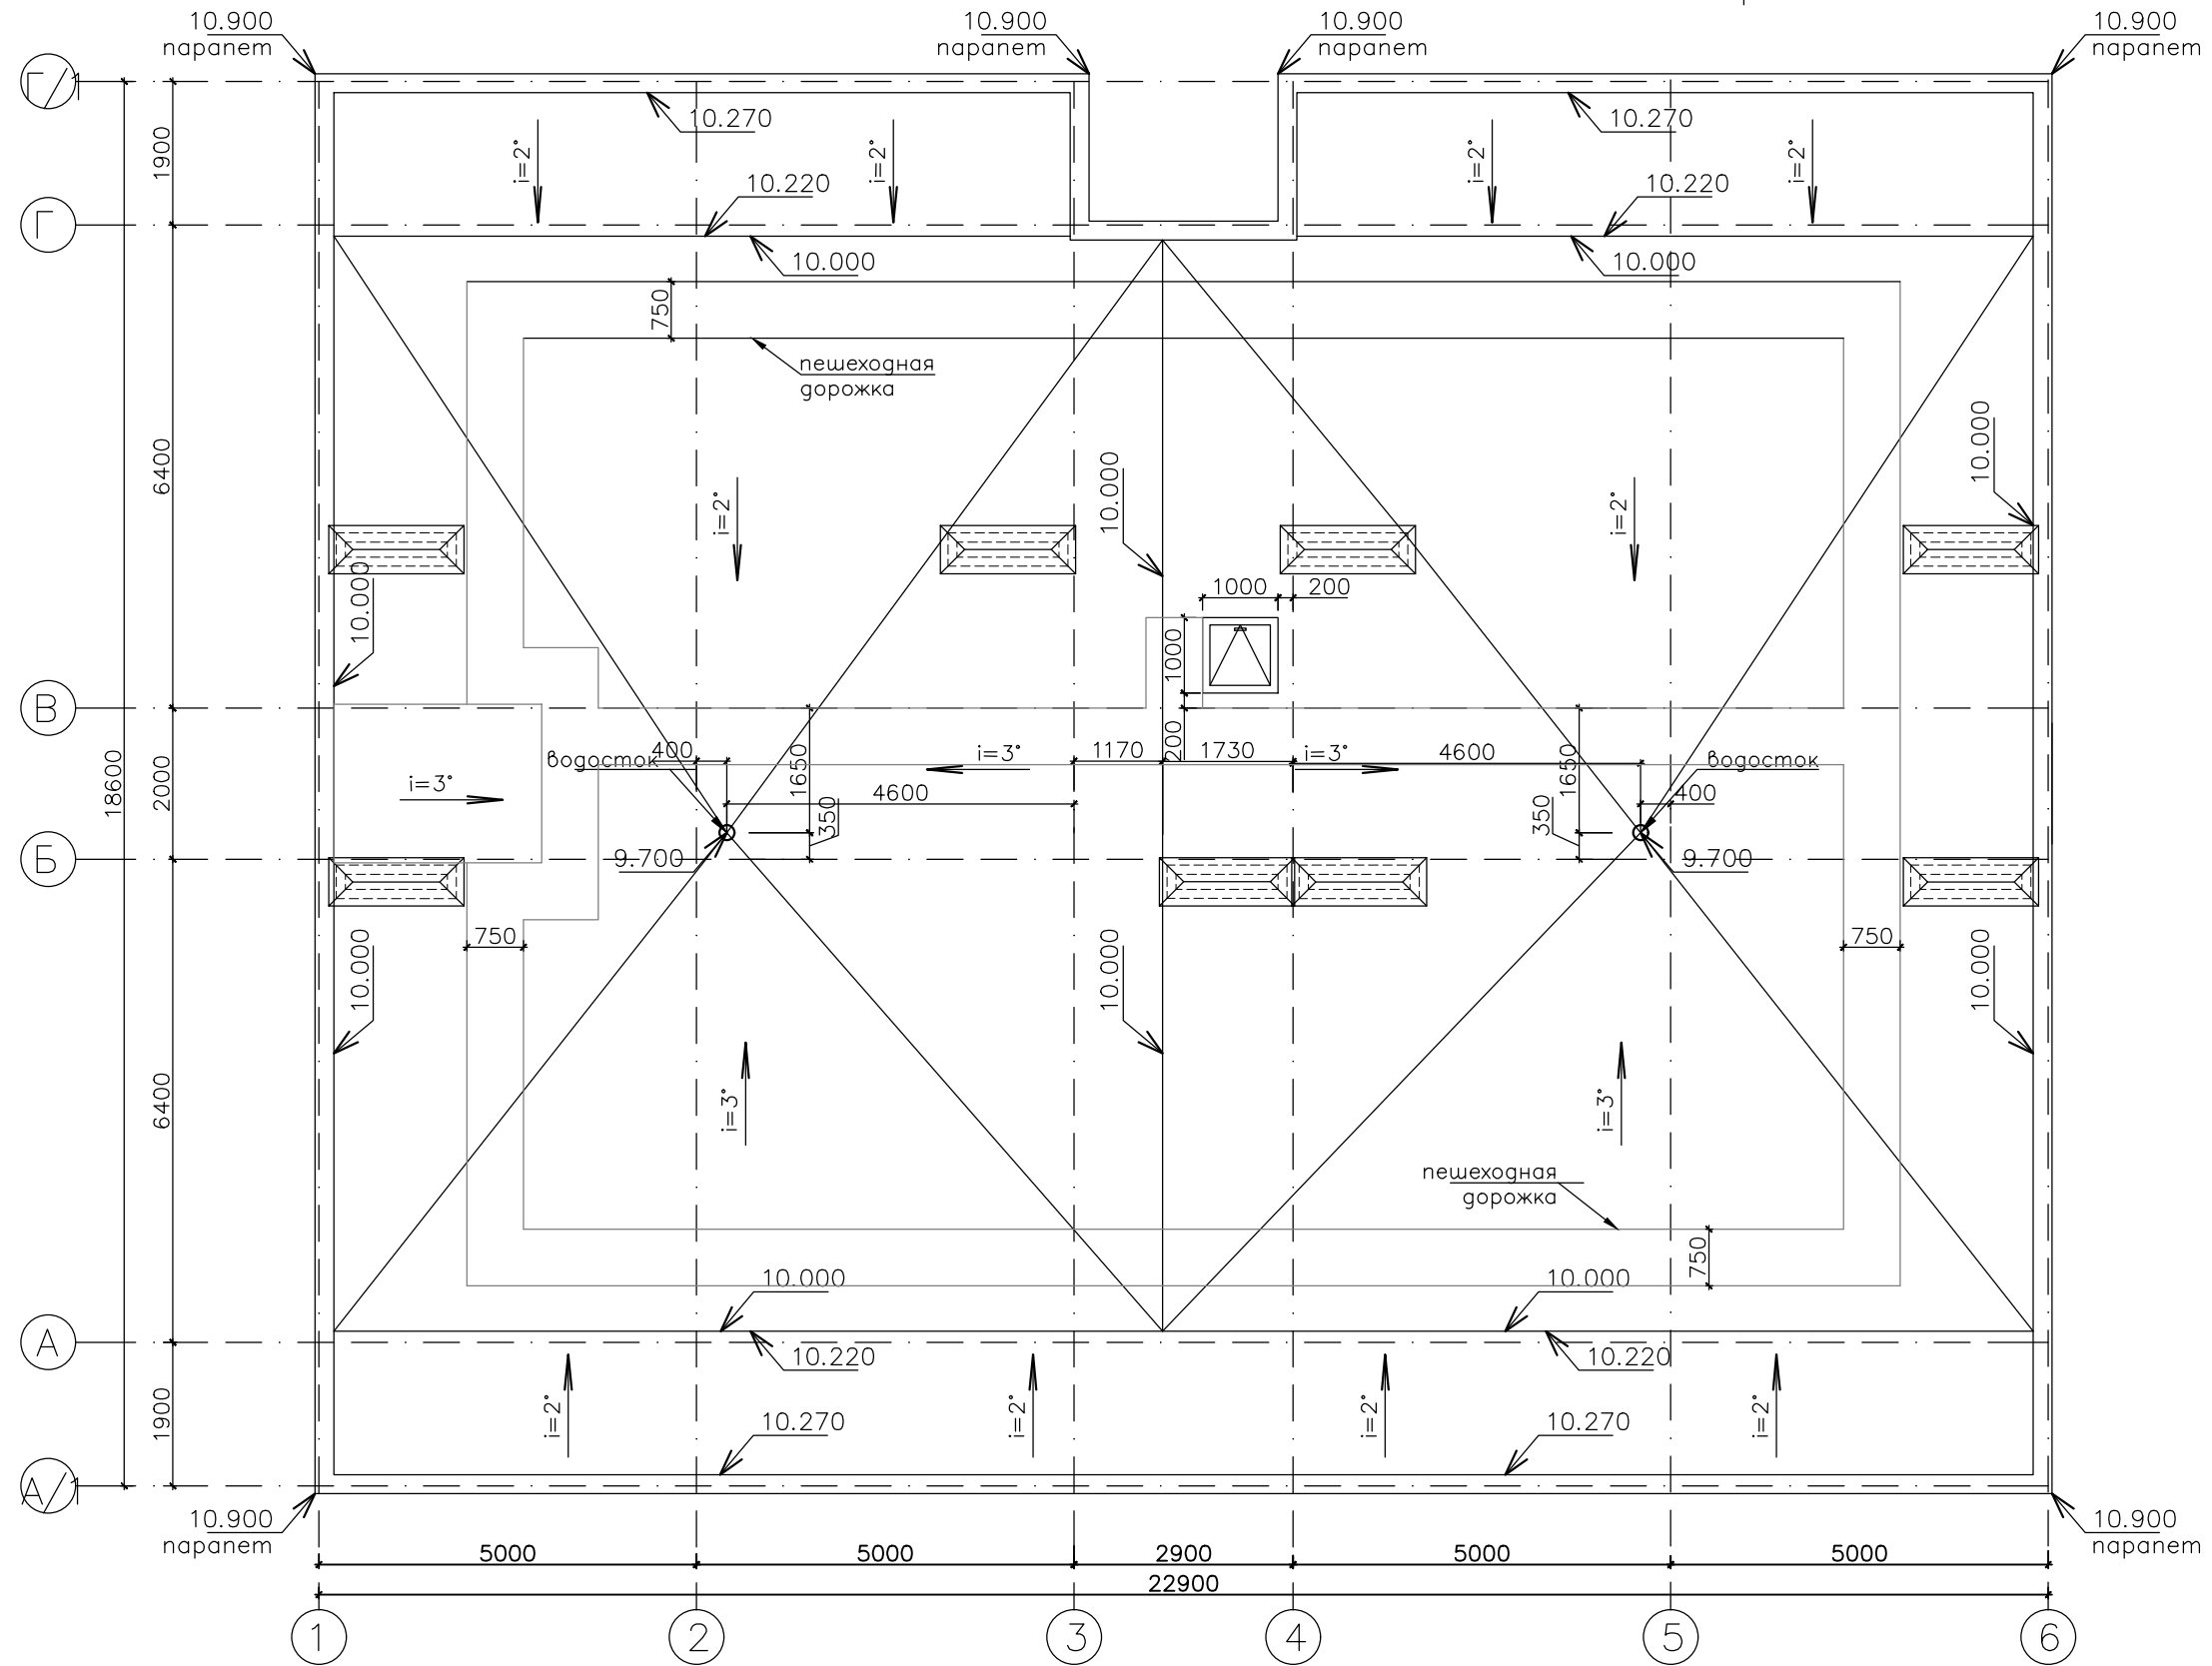 10.900
парапет
10.900
парапет
10.900
парапет
10.900
парапет
Г/1
10.270
10.270
1900
i=2°
i=2°
i=2°
i=2°
10.220
10.220
Г
10.000
10.000
750
пешеходная
дорожка
6400
10.000
10.000
i=2°
i=2°
10.000
1000
200
1000
В
200
18600
2000
водосток
400
1650
i=3°
1170
1730
i=3°
4600
1650
водосток
i=3°
4600
350
350
400
Б
9.700
9.700
750
750
10.000
10.000
10.000
6400
i=3°
i=3°
пешеходная
дорожка
750
10.000
10.000
А
10.220
10.220
1900
i=2°
i=2°
i=2°
i=2°
10.270
10.270
А/1
10.900
парапет
10.900
парапет
5000
5000
2900
5000
5000
22900
1
2
3
4
5
6